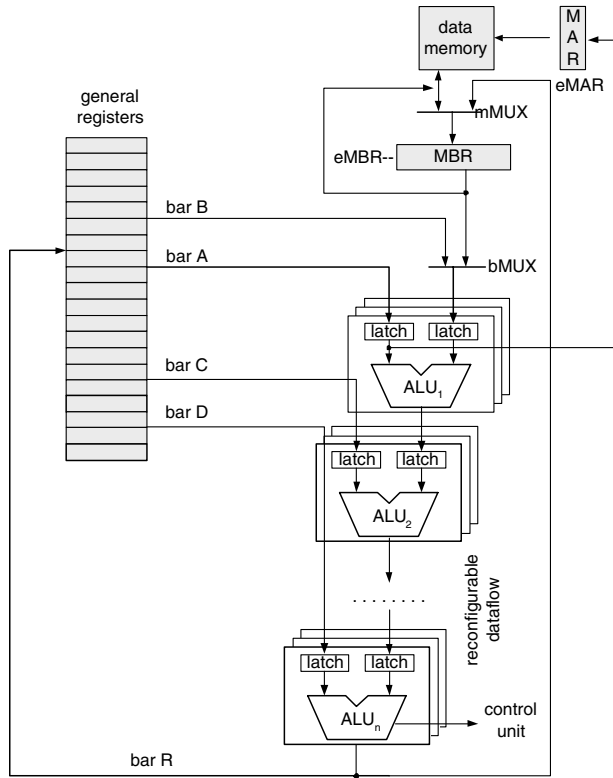 data
memory
M
A
R
eMAR
general
registers
mMUX
eMBR--
MBR
bar B
bar A
bMUX
latch
latch
ALU1
bar C
bar D
latch
latch
ALU2
reconfigurable
dataflow
........
latch
latch
ALUn
control
unit
bar R